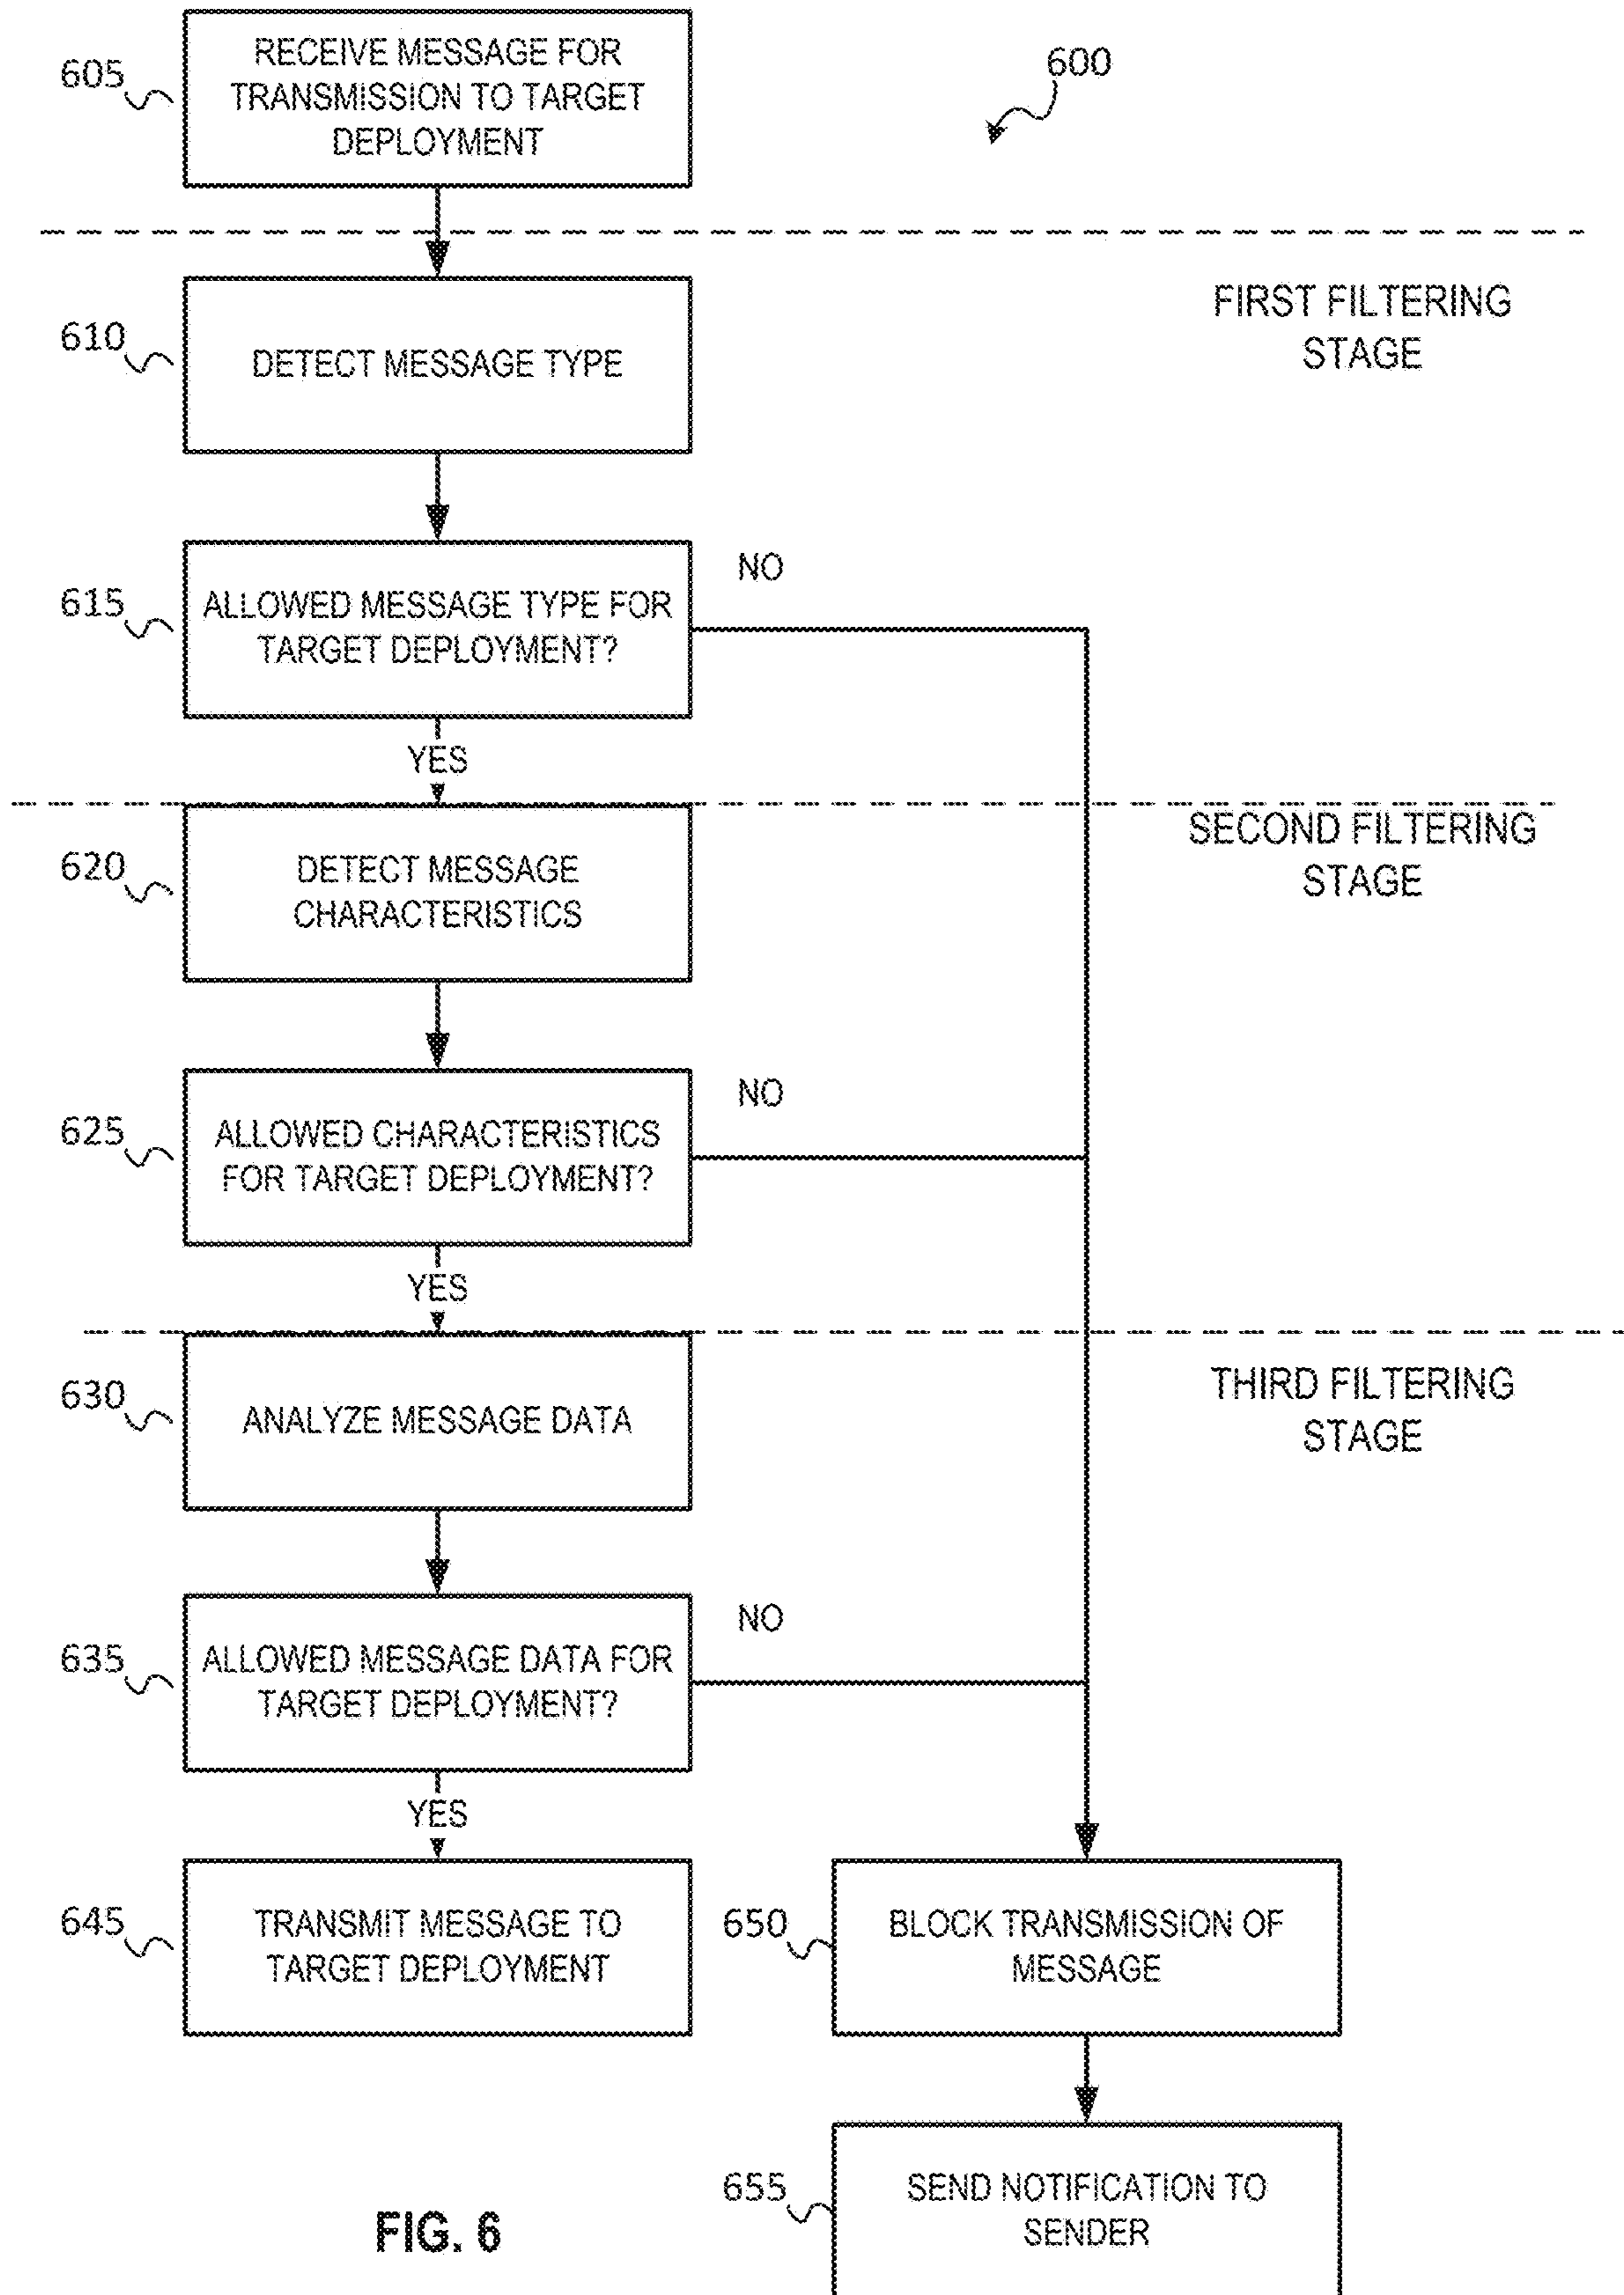 RECEIVE MESSAGE FOR
TRANSMISSION TO TARGET
DEPLOYMENT
605
600
FIRST FILTERING
STAGE
610
DETECT MESSAGE TYPE
615
ALLOWED MESSAGE TYPE FOR
TARGET DEPLOYMENT?
NO
YES
SECOND FILTERING
STAGE
620
DETECT MESSAGE
CHARACTERISTICS
625
ALLOWED CHARACTERISTICS
FOR TARGET DEPLOYMENT?
NO
YES
THIRD FILTERING
STAGE
630
ANALYZE MESSAGE DATA
635
ALLOWED MESSAGE DATA FOR
TARGET DEPLOYMENT?
NO
YES
645
TRANSMIT MESSAGE TO
TARGET DEPLOYMENT
650
BLOCK TRANSMISSION OF
MESSAGE
655
SEND NOTIFICATION TO
SENDER
FIG. 6